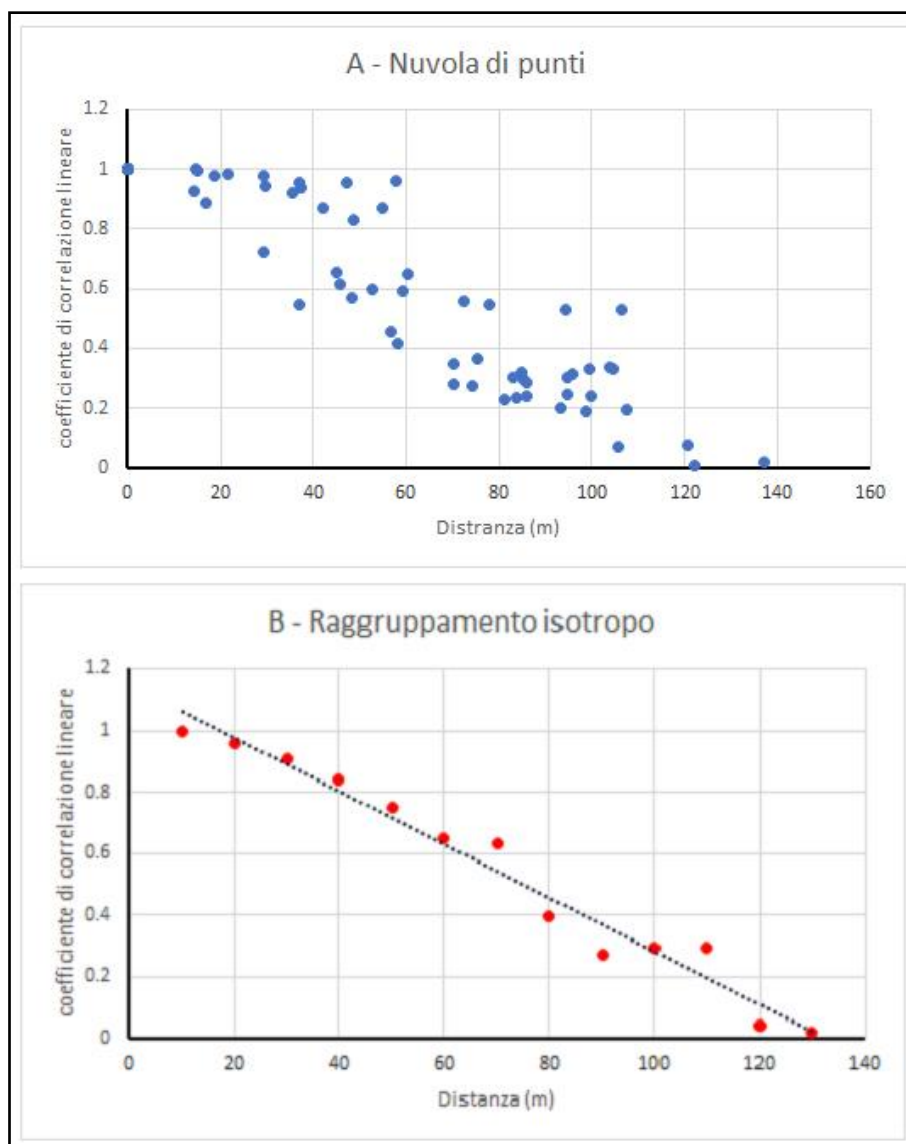 A - Nuvola di punti
coefficiente di correlazione lineare
1.2
1
0.8
0.6
0.4
0.2
0
0 20 40 60 80 100 120 140 160
Distranza (m)
B - Raggruppamento isotropo
coefficiente di correlazione lineare
1.2
1
0.8
0.6
0.4
0.2
0
0 20 40 60 80 100 120 140
Distanza (m)